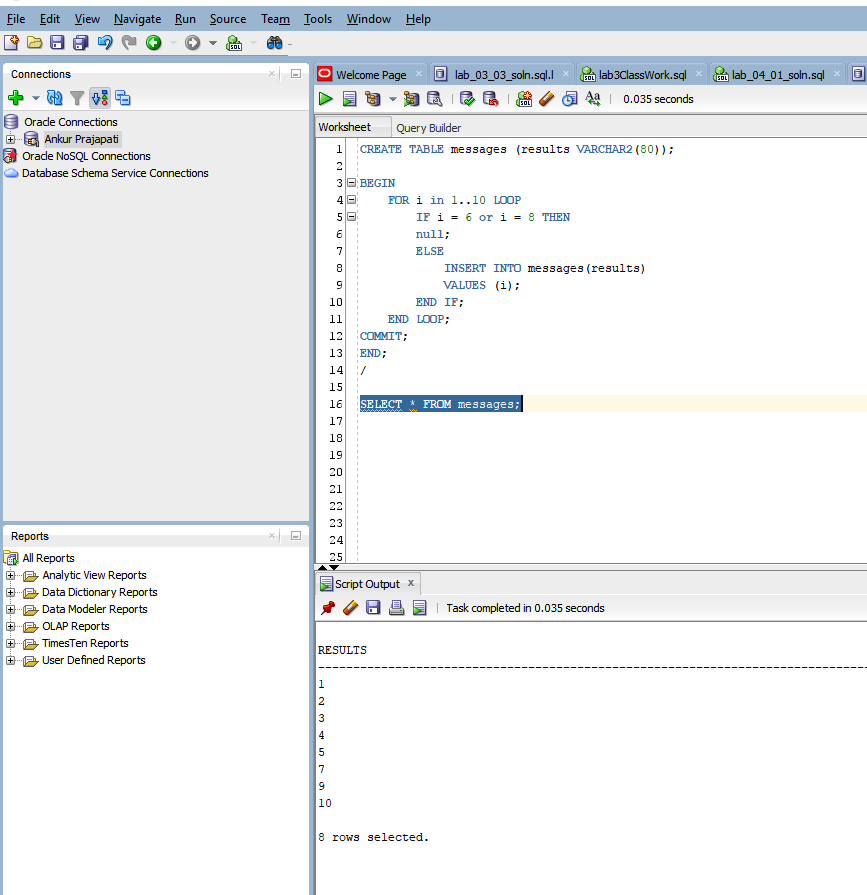 File Edit View Navigate Run Source Team Tools Window Help
Connections
Oracle Connections
Ankur Prajapati
Oracle NoSQL Connections
Database Schema Service Connections
Reports
All Reports
Analytic View Reports
Data Dictionary Reports
Data Modeler Reports
OLAP Reports
TimesTen Reports
User Defined Reports
Welcome Page lab_03_03_soln.sql.l lab3ClassWork.sql lab_04_01_soln.sql
0.035 seconds
Worksheet Query Builder
1 CREATE TABLE messages (results VARCHAR2(80));
2
3 BEGIN
4 FOR i in 1..10 LOOP
5 IF i = 6 or i = 8 THEN
6 null;
7 ELSE
8 INSERT INTO messages(results)
9 VALUES (i);
10 END IF;
11 END LOOP;
12 COMMIT;
13 END;
14 /
15
16 SELECT * FROM messages;
17
18
19
20
21
22
23
24
25
Script Output
Task completed in 0.035 seconds
RESULTS
--------------------------------------------------------------------------------
1
2
3
4
5
7
9
10
8 rows selected.